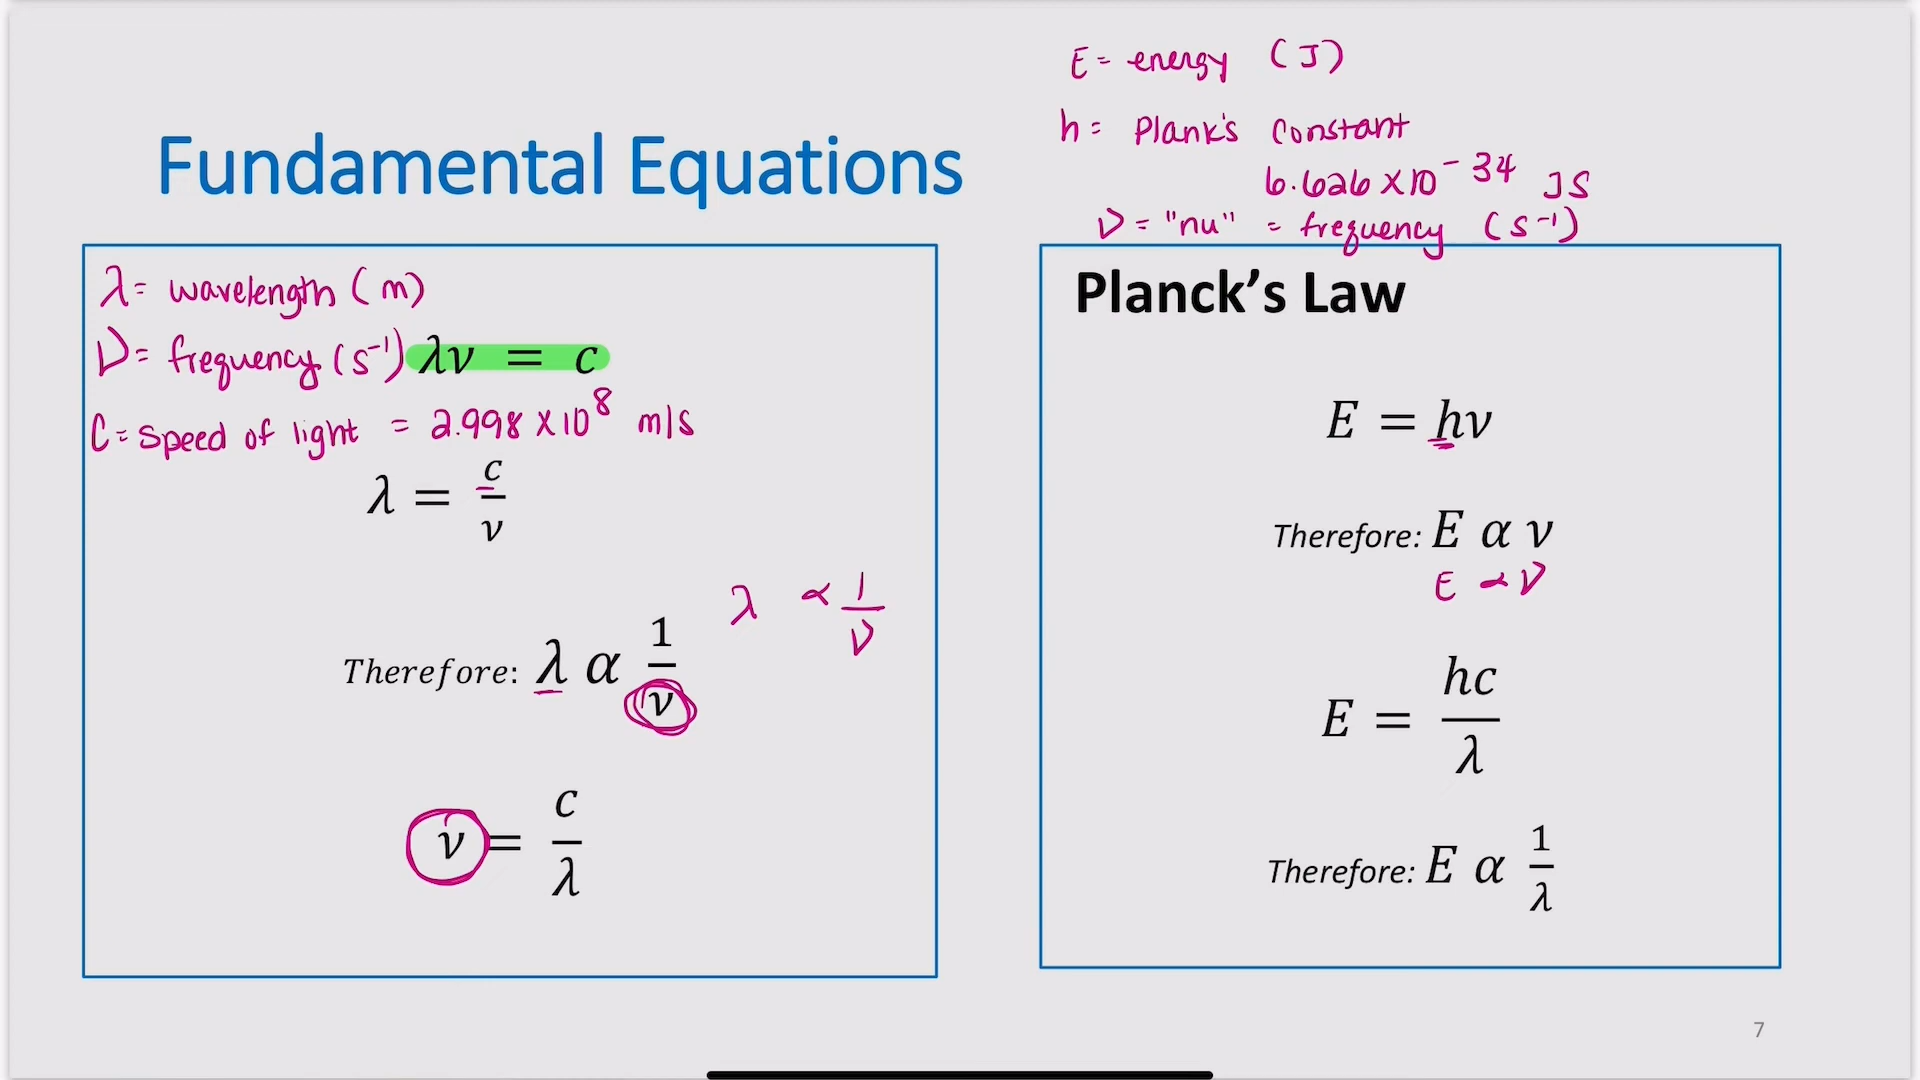 E = energy (J)
h = Plank's constant
6.626 x 10^-34 JS
ν = "nu" = frequency (s^-1)
Fundamental Equations
λ = wavelength (m)
ν = frequency (s^-1) λν = c
C = speed of light = 2.998 x 10^8 m/s
λ = c/ν
Therefore: λ α 1/ν
λ ∝ 1/ν
ν = c/λ
Planck’s Law
E = hν
Therefore: E α ν
E ∝ ν
E = hc/λ
Therefore: E α 1/λ
7